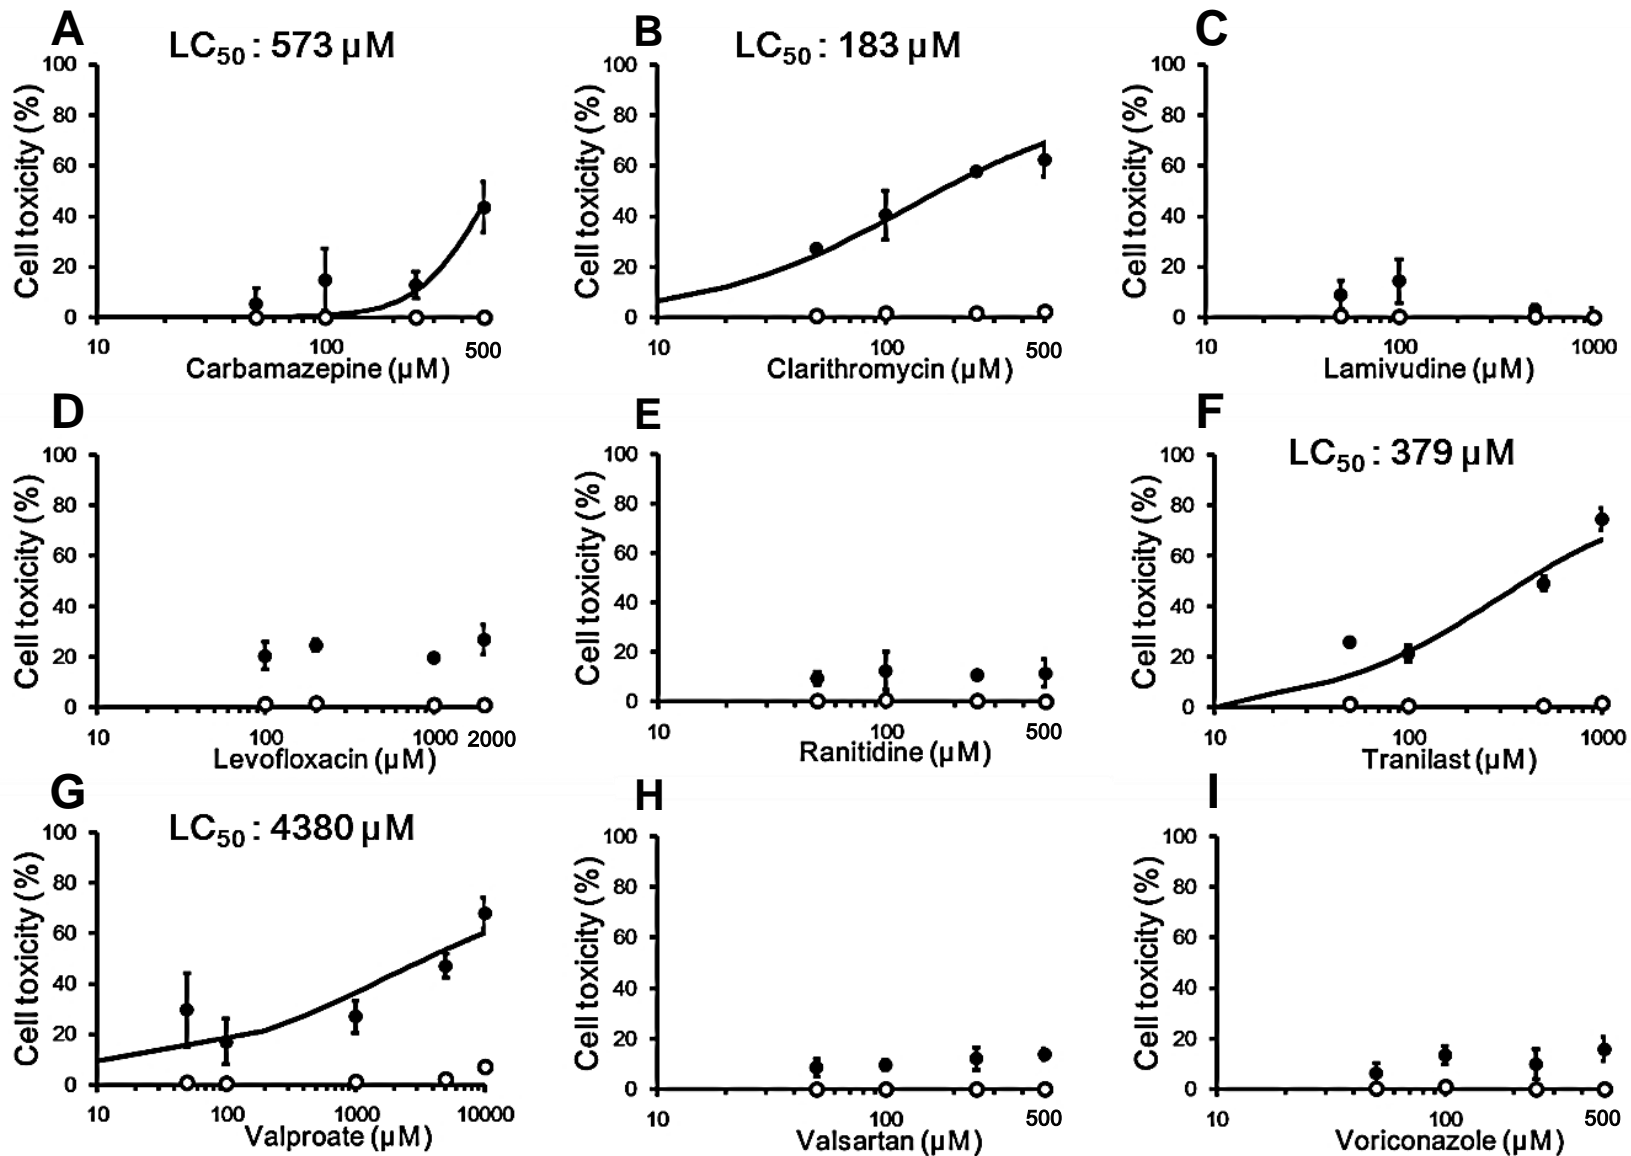 A
LC50 : 573 µM
Cell toxicity (%)
100
80
60
40
20
0
10
100
500
Carbamazepine (µM)
B
LC50 : 183 µM
Cell toxicity (%)
100
80
60
40
20
0
10
100
500
Clarithromycin (µM)
C
Cell toxicity (%)
100
80
60
40
20
0
10
100
1000
Lamivudine (µM)
D
Cell toxicity (%)
100
80
60
40
20
0
10
100
1000
2000
Levofloxacin (µM)
E
Cell toxicity (%)
100
80
60
40
20
0
10
100
500
Ranitidine (µM)
F
LC50 : 379 µM
Cell toxicity (%)
100
80
60
40
20
0
10
100
1000
Tranilast (µM)
G
LC50 : 4380 µM
Cell toxicity (%)
100
80
60
40
20
0
10
100
1000
10000
Valproate (µM)
H
Cell toxicity (%)
100
80
60
40
20
0
10
100
500
Valsartan (µM)
I
Cell toxicity (%)
100
80
60
40
20
0
10
100
500
Voriconazole (µM)